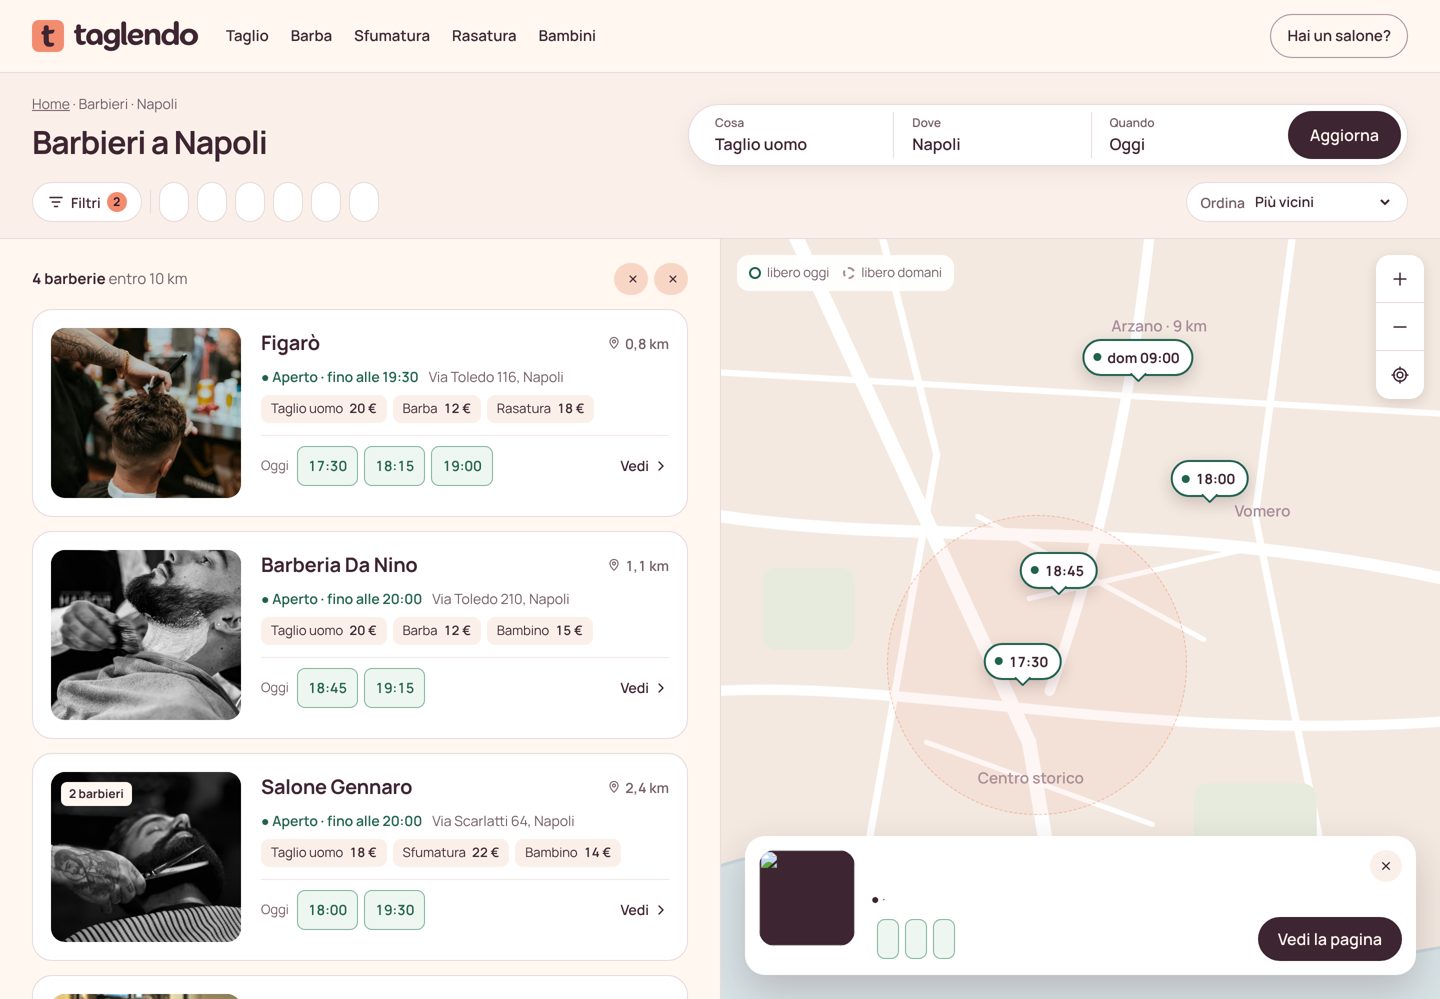 t taglendo Taglio Barba Sfumatura Rasatura Bambini Hai un salone?
Home · Barbieri · Napoli
Barbieri a Napoli
Cosa Dove Quando
Taglio uomo Napoli Oggi Aggiorna
Filtri 2 Ordina Più vicini
4 barberie entro 10 km
Figarò 0,8 km
Aperto · fino alle 19:30 Via Toledo 116, Napoli
Taglio uomo 20 € Barba 12 € Rasatura 18 €
Oggi 17:30 18:15 19:00 Vedi
Barberia Da Nino 1,1 km
Aperto · fino alle 20:00 Via Toledo 210, Napoli
Taglio uomo 20 € Barba 12 € Bambino 15 €
Oggi 18:45 19:15 Vedi
2 barbieri
Salone Gennaro 2,4 km
Aperto · fino alle 20:00 Via Scarlatti 64, Napoli
Taglio uomo 18 € Sfumatura 22 € Bambino 14 €
Oggi 18:00 19:30 Vedi
libero oggi libero domani
Arzano · 9 km
dom 09:00
18:00
Vomero
18:45
17:30
Centro storico
Vedi la pagina